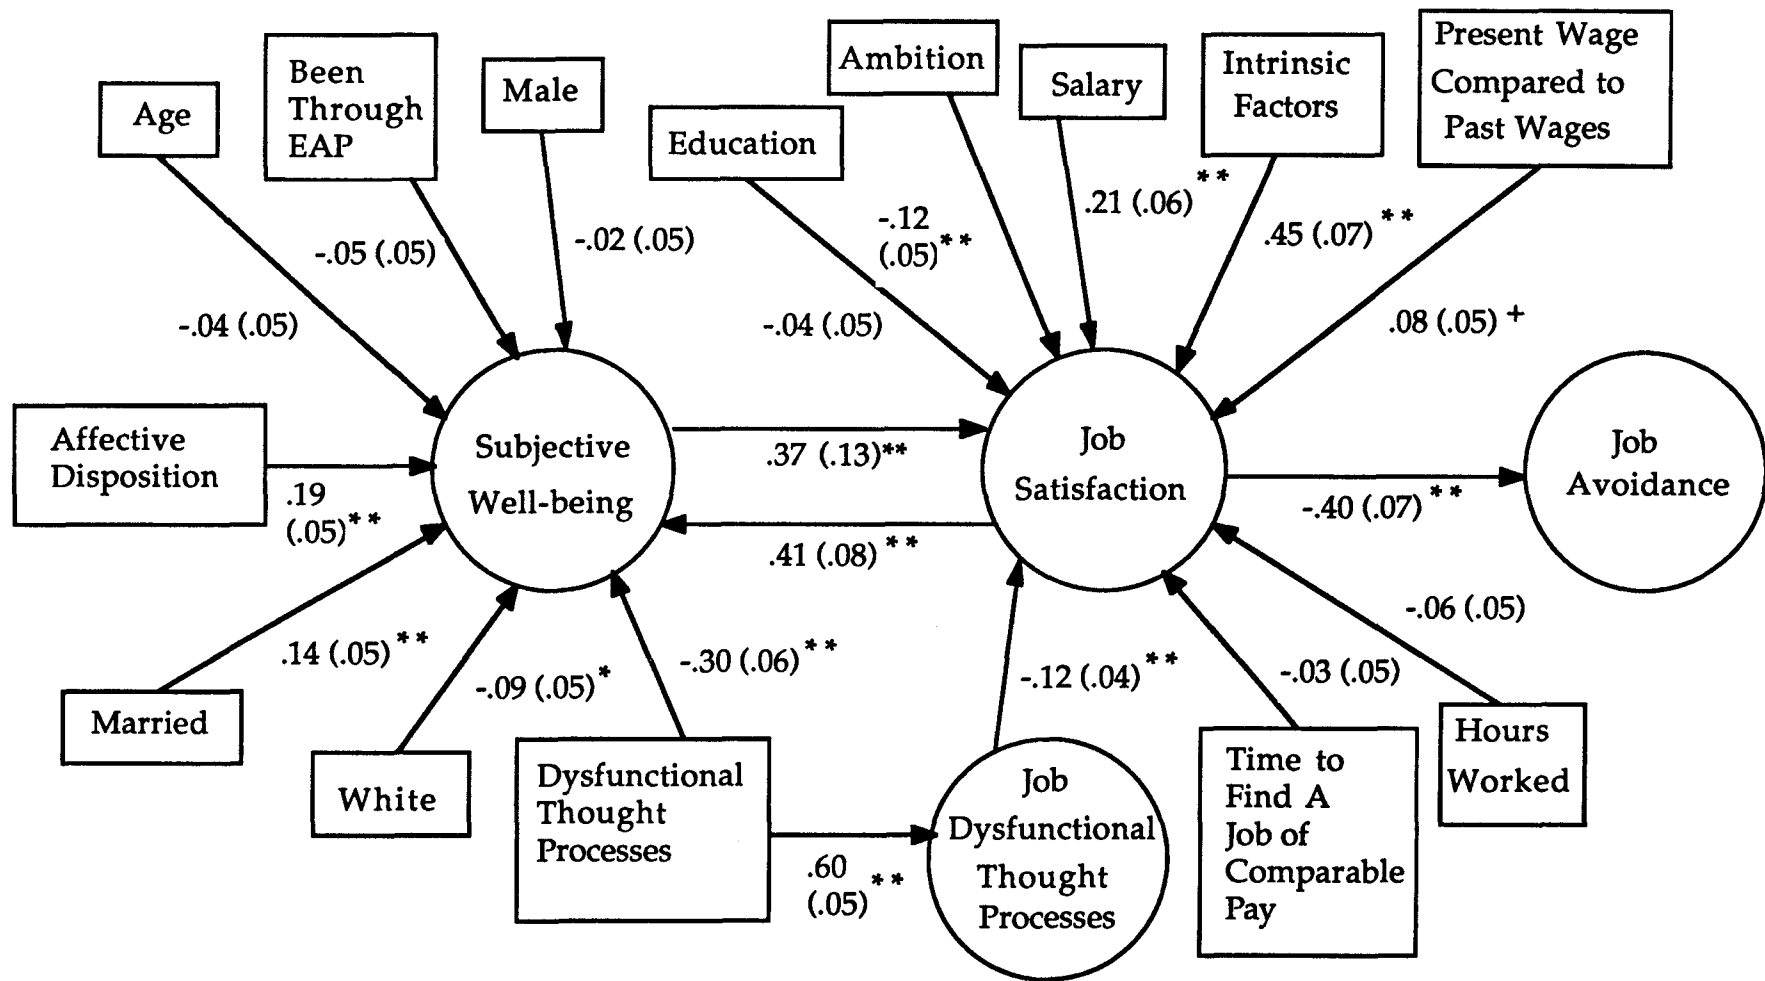 Age
Been
Through
EAP
Male
Education
Ambition
Salary
Intrinsic
Factors
Present Wage
Compared to
Past Wages
-.04 (.05)
-.05 (.05)
-.02 (.05)
-.04 (.05)
-.12
(.05)**
.21 (.06)**
.45 (.07)**
.08 (.05) +
Affective
Disposition
.19
(.05)**
Subjective
Well-being
.37 (.13)**
.41 (.08)**
Job
Satisfaction
-.40 (.07)**
Job
Avoidance
Married
.14 (.05)**
White
-.09 (.05)*
Dysfunctional
Thought
Processes
-.30 (.06)**
.60
(.05)**
Job
Dysfunctional
Thought
Processes
-.12 (.04)**
Time to
Find A
Job of
Comparable
Pay
-.03 (.05)
Hours
Worked
-.06 (.05)